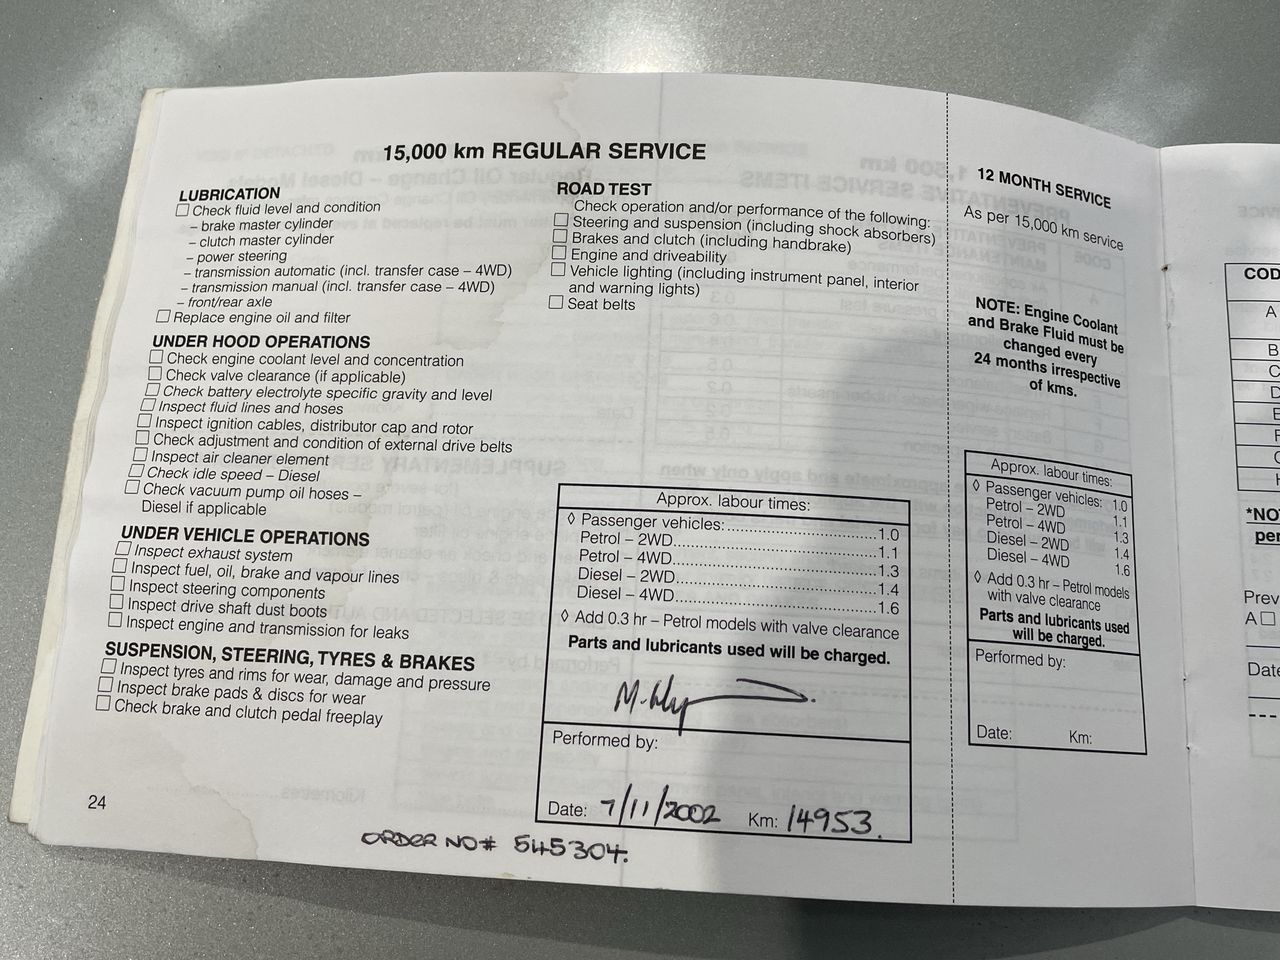 15,000 km REGULAR SERVICE
LUBRICATION
Check fluid level and condition
– brake master cylinder
– clutch master cylinder
– power steering
– transmission automatic (incl. transfer case – 4WD)
– transmission manual (incl. transfer case – 4WD)
– front/rear axle
Replace engine oil and filter
UNDER HOOD OPERATIONS
Check engine coolant level and concentration
Check valve clearance (if applicable)
Check battery electrolyte specific gravity and level
Inspect fluid lines and hoses
Inspect ignition cables, distributor cap and rotor
Check adjustment and condition of external drive belts
Inspect air cleaner element
Check idle speed – Diesel
Check vacuum pump oil hoses –
Diesel if applicable
UNDER VEHICLE OPERATIONS
Inspect exhaust system
Inspect fuel, oil, brake and vapour lines
Inspect steering components
Inspect drive shaft dust boots
Inspect engine and transmission for leaks
SUSPENSION, STEERING, TYRES & BRAKES
Inspect tyres and rims for wear, damage and pressure
Inspect brake pads & discs for wear
Check brake and clutch pedal freeplay
24
ROAD TEST
Check operation and/or performance of the following:
Steering and suspension (including shock absorbers)
Brakes and clutch (including handbrake)
Engine and driveability
Vehicle lighting (including instrument panel, interior
and warning lights)
Seat belts
Approx. labour times:
◊ Passenger vehicles:..............................1.0
Petrol – 2WD..........................................1.1
Petrol – 4WD..........................................1.3
Diesel – 2WD..........................................1.4
Diesel – 4WD..........................................1.6
◊ Add 0.3 hr – Petrol models with valve clearance
Parts and lubricants used will be charged.
Performed by:
Date: 7/11/2002 Km: 14953.
ORDER NO# 545304.
12 MONTH SERVICE
As per 15,000 km service
NOTE: Engine Coolant
and Brake Fluid must be
changed every
24 months irrespective
of kms.
Approx. labour times:
◊ Passenger vehicles: 1.0
Petrol – 2WD 1.1
Petrol – 4WD 1.3
Diesel – 2WD 1.4
Diesel – 4WD 1.6
◊ Add 0.3 hr – Petrol models
with valve clearance
Parts and lubricants used
will be charged.
Performed by:
Date: Km:
COD
A
B
C
D
E
*NO
per
Prev
A
Date